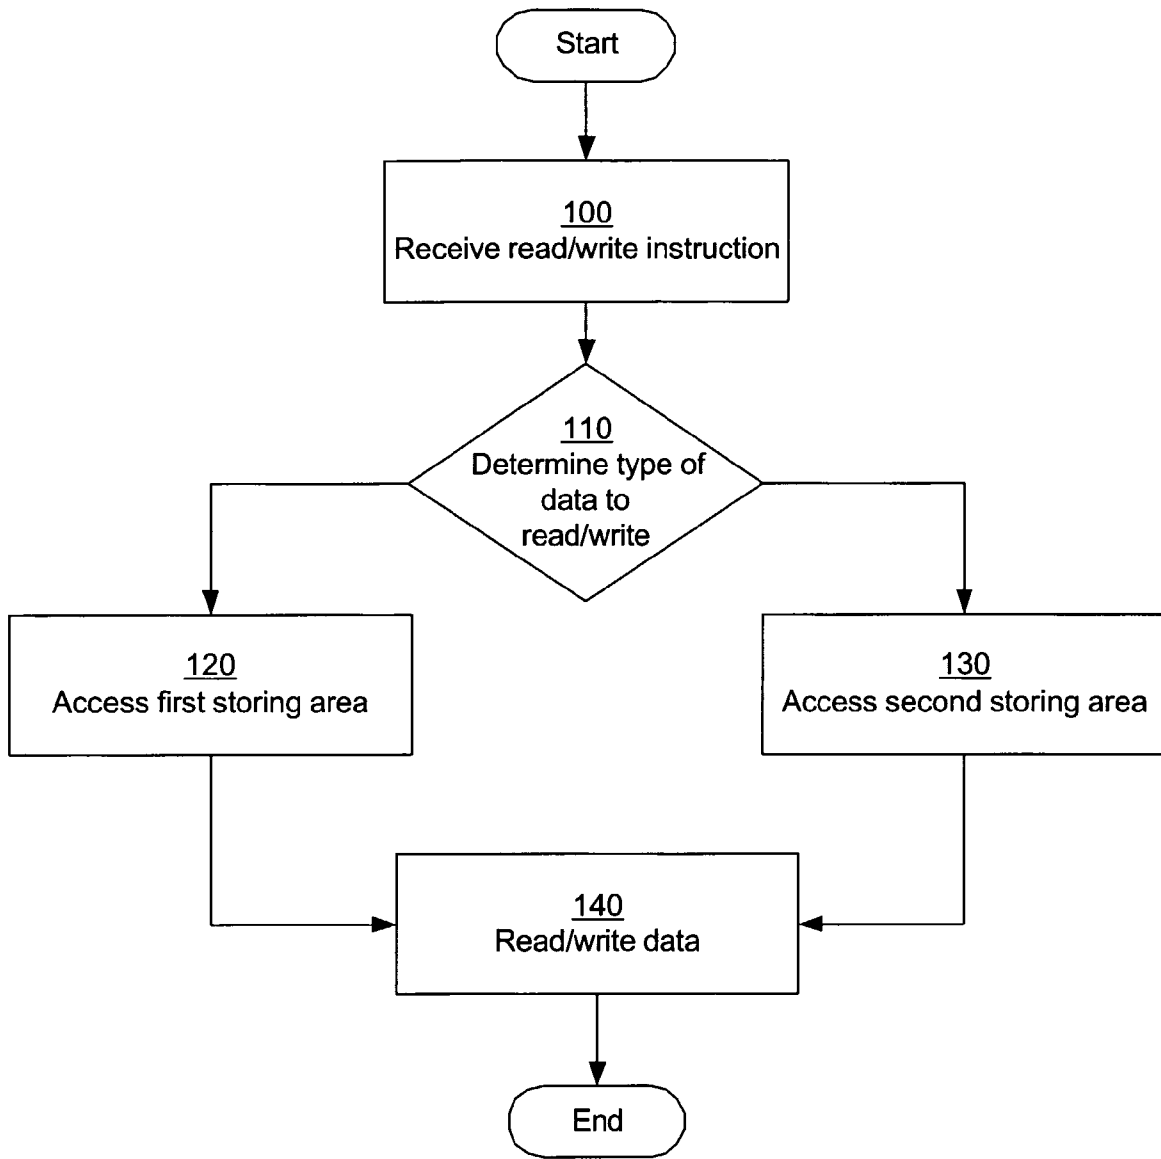 Start
100
Receive read/write instruction
110
Determine type of
data to
read/write
120
Access first storing area
130
Access second storing area
140
Read/write data
End